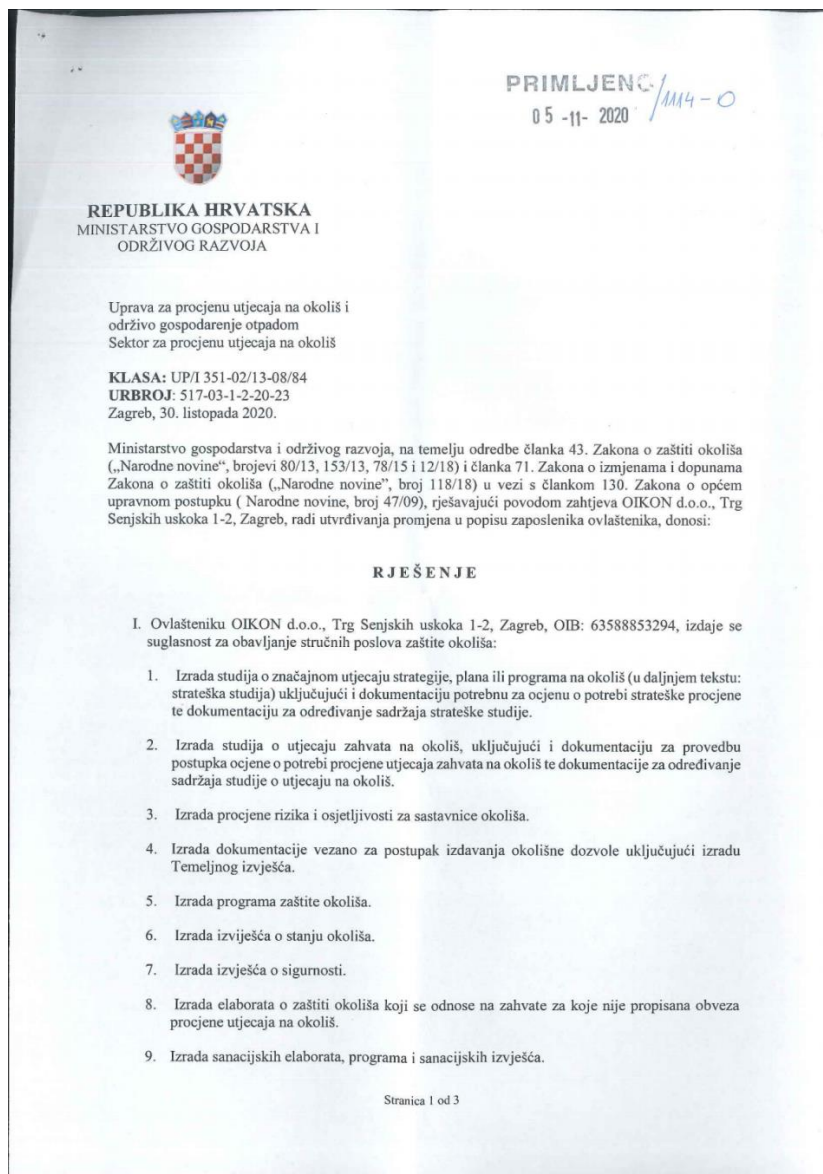 PRIMLJENO
05 -11- 2020
/1114-0
REPUBLIKA HRVATSKA
MINISTARSTVO GOSPODARSTVA I
ODRŽIVOG RAZVOJA
Uprava za procjenu utjecaja na okoliš i
održivo gospodarenje otpadom
Sektor za procjenu utjecaja na okoliš
KLASA: UP/I 351-02/13-08/84
URBROJ: 517-03-1-2-20-23
Zagreb, 30. listopada 2020.
Ministarstvo gospodarstva i održivog razvoja, na temelju odredbe članka 43. Zakona o zaštiti okoliša
(„Narodne novine“, brojevi 80/13, 153/13, 78/15 i 12/18) i članka 71. Zakona o izmjenama i dopunama
Zakona o zaštiti okoliša („Narodne novine”, broj 118/18) u vezi s člankom 130. Zakona o općem
upravnom postupku ( Narodne novine, broj 47/09), rješavajući povodom zahtjeva OIKON d.o.o., Trg
Senjskih uskoka 1-2, Zagreb, radi utvrđivanja promjena u popisu zaposlenika ovlaštenika, donosi:
RJEŠENJE
I. Ovlašteniku OIKON d.o.o., Trg Senjskih uskoka 1-2, Zagreb, OIB: 63588853294, izdaje se
suglasnost za obavljanje stručnih poslova zaštite okoliša:
1. Izrada studija o značajnom utjecaju strategije, plana ili programa na okoliš (u daljnjem tekstu:
strateška studija) uključujući i dokumentaciju potrebnu za ocjenu o potrebi strateške procjene
te dokumentaciju za određivanje sadržaja strateške studije.
2. Izrada studija o utjecaju zahvata na okoliš, uključujući i dokumentaciju za provedbu
postupka ocjene o potrebi procjene utjecaja zahvata na okoliš te dokumentacije za određivanje
sadržaja studije o utjecaju na okoliš.
3. Izrada procjene rizika i osjetljivosti za sastavnice okoliša.
4. Izrada dokumentacije vezano za postupak izdavanja okolišne dozvole uključujući izradu
Temeljnog izvješća.
5. Izrada programa zaštite okoliša.
6. Izrada izviješća o stanju okoliša.
7. Izrada izvješća o sigurnosti.
8. Izrada elaborata o zaštiti okoliša koji se odnose na zahvate za koje nije propisana obveza
procjene utjecaja na okoliš.
9. Izrada sanacijskih elaborata, programa i sanacijskih izvješća.
Stranica 1 od 3